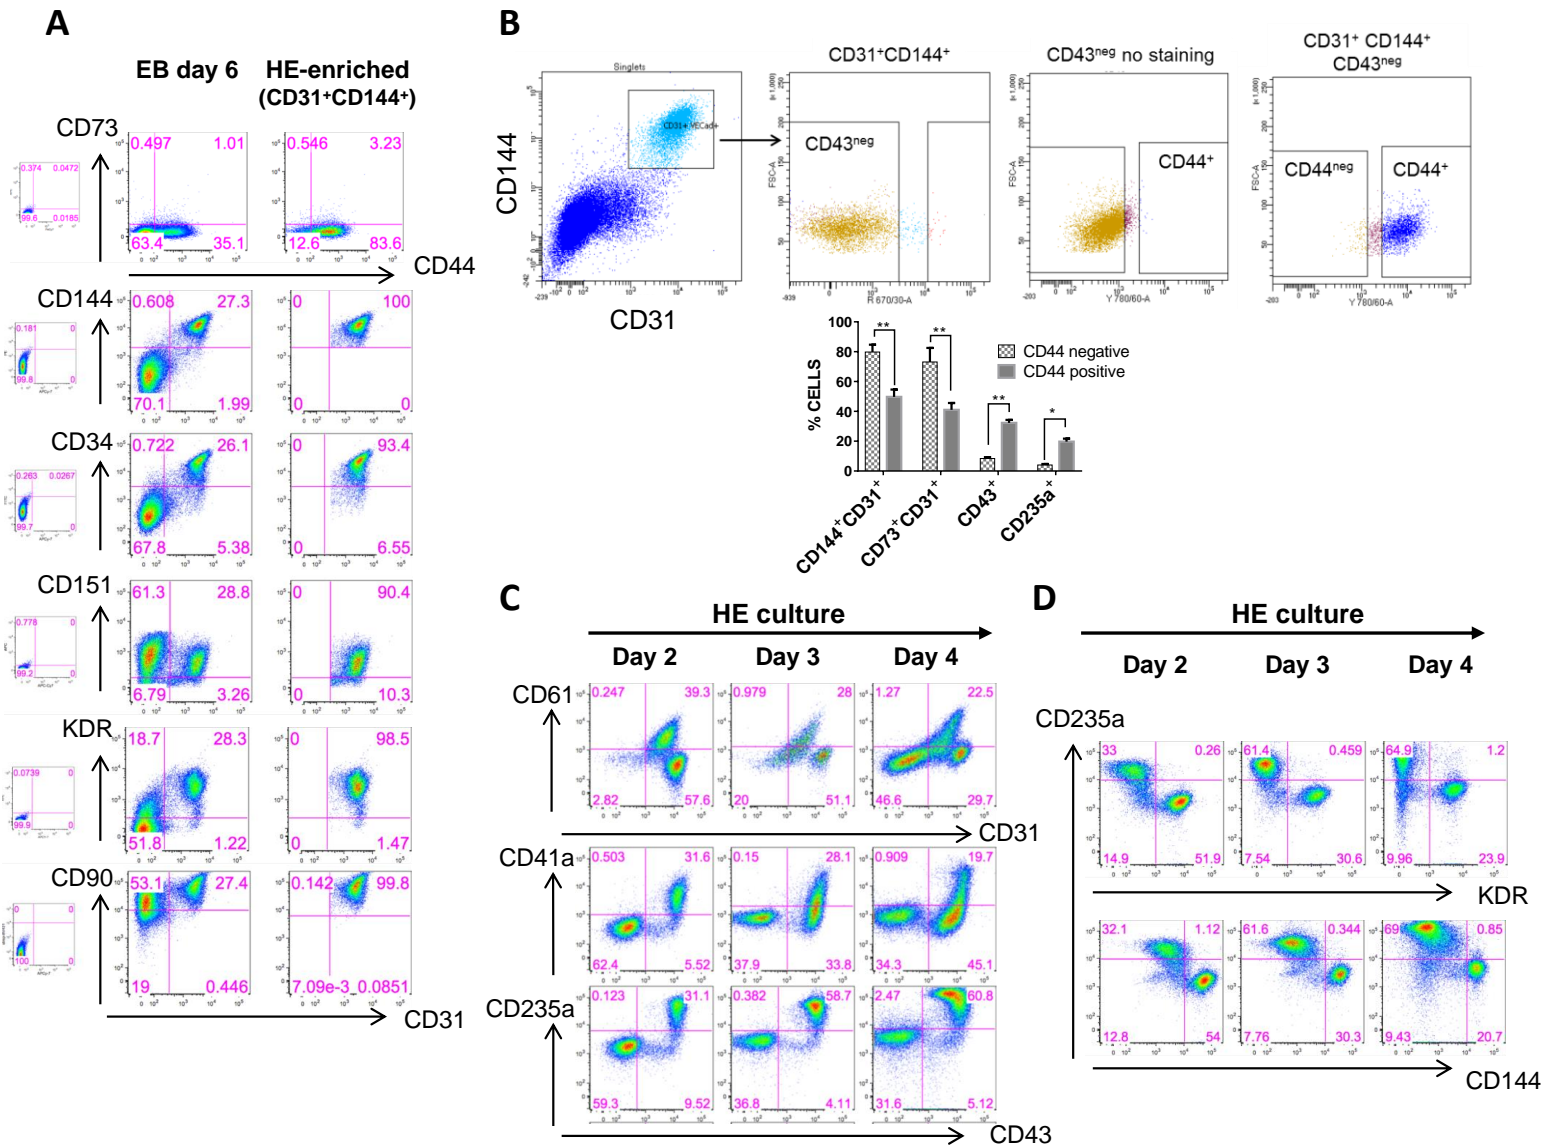 A
EB day 6
HE-enriched
(CD31+CD144+)
CD73
0.374 0.0472
99.6 0.0185
0.497 1.01
63.4 35.1
0.546 3.23
12.6 83.6
CD44
CD144
0.181 0
99.8 0
0.608 27.3
70.1 1.99
0 100
0 0
CD34
0.263 0.0267
99.7 0
0.722 26.1
67.8 5.38
0 93.4
0 6.55
CD151
0.778 0
99.2 0
61.3 28.8
6.79 3.26
0 90.4
0 10.3
KDR
0.0739 0
99.9 0
18.7 28.3
51.8 1.22
0 98.5
0 1.47
CD90
0 0
100 0
53.1 27.4
19 0.446
0.142 99.8
7.09e-3 0.0851
CD31
B
Singlets
CD31+ VECad+
CD144
CD31
CD31+CD144+
CD43neg
FSC-A
(x 1,000)
R 670/30-A
CD43neg no staining
CD44+
FSC-A
(x 1,000)
Y 780/60-A
CD31+ CD144+
CD43neg
CD44neg CD44+
FSC-A
(x 1,000)
Y 780/60-A
% CELLS
100
80
60
40
20
0
** ** ** *
CD44 negative
CD44 positive
CD144+CD31+
CD73+CD31+
CD43+
CD235a+
C
HE culture
Day 2 Day 3 Day 4
CD61
0.247 39.3
2.82 57.6
0.979 28
20 51.1
1.27 22.5
46.6 29.7
CD31
CD41a
0.503 31.6
62.4 5.52
0.15 28.1
37.9 33.8
0.909 19.7
34.3 45.1
CD235a
0.123 31.1
59.3 9.52
0.382 58.7
36.8 4.11
2.47 60.8
31.6 5.12
CD43
D
HE culture
Day 2 Day 3 Day 4
CD235a
33 0.26
14.9 51.9
61.4 0.459
7.54 30.6
64.9 1.2
9.96 23.9
KDR
32.1 1.12
12.8 54
61.6 0.344
7.76 30.3
69 0.85
9.43 20.7
CD144